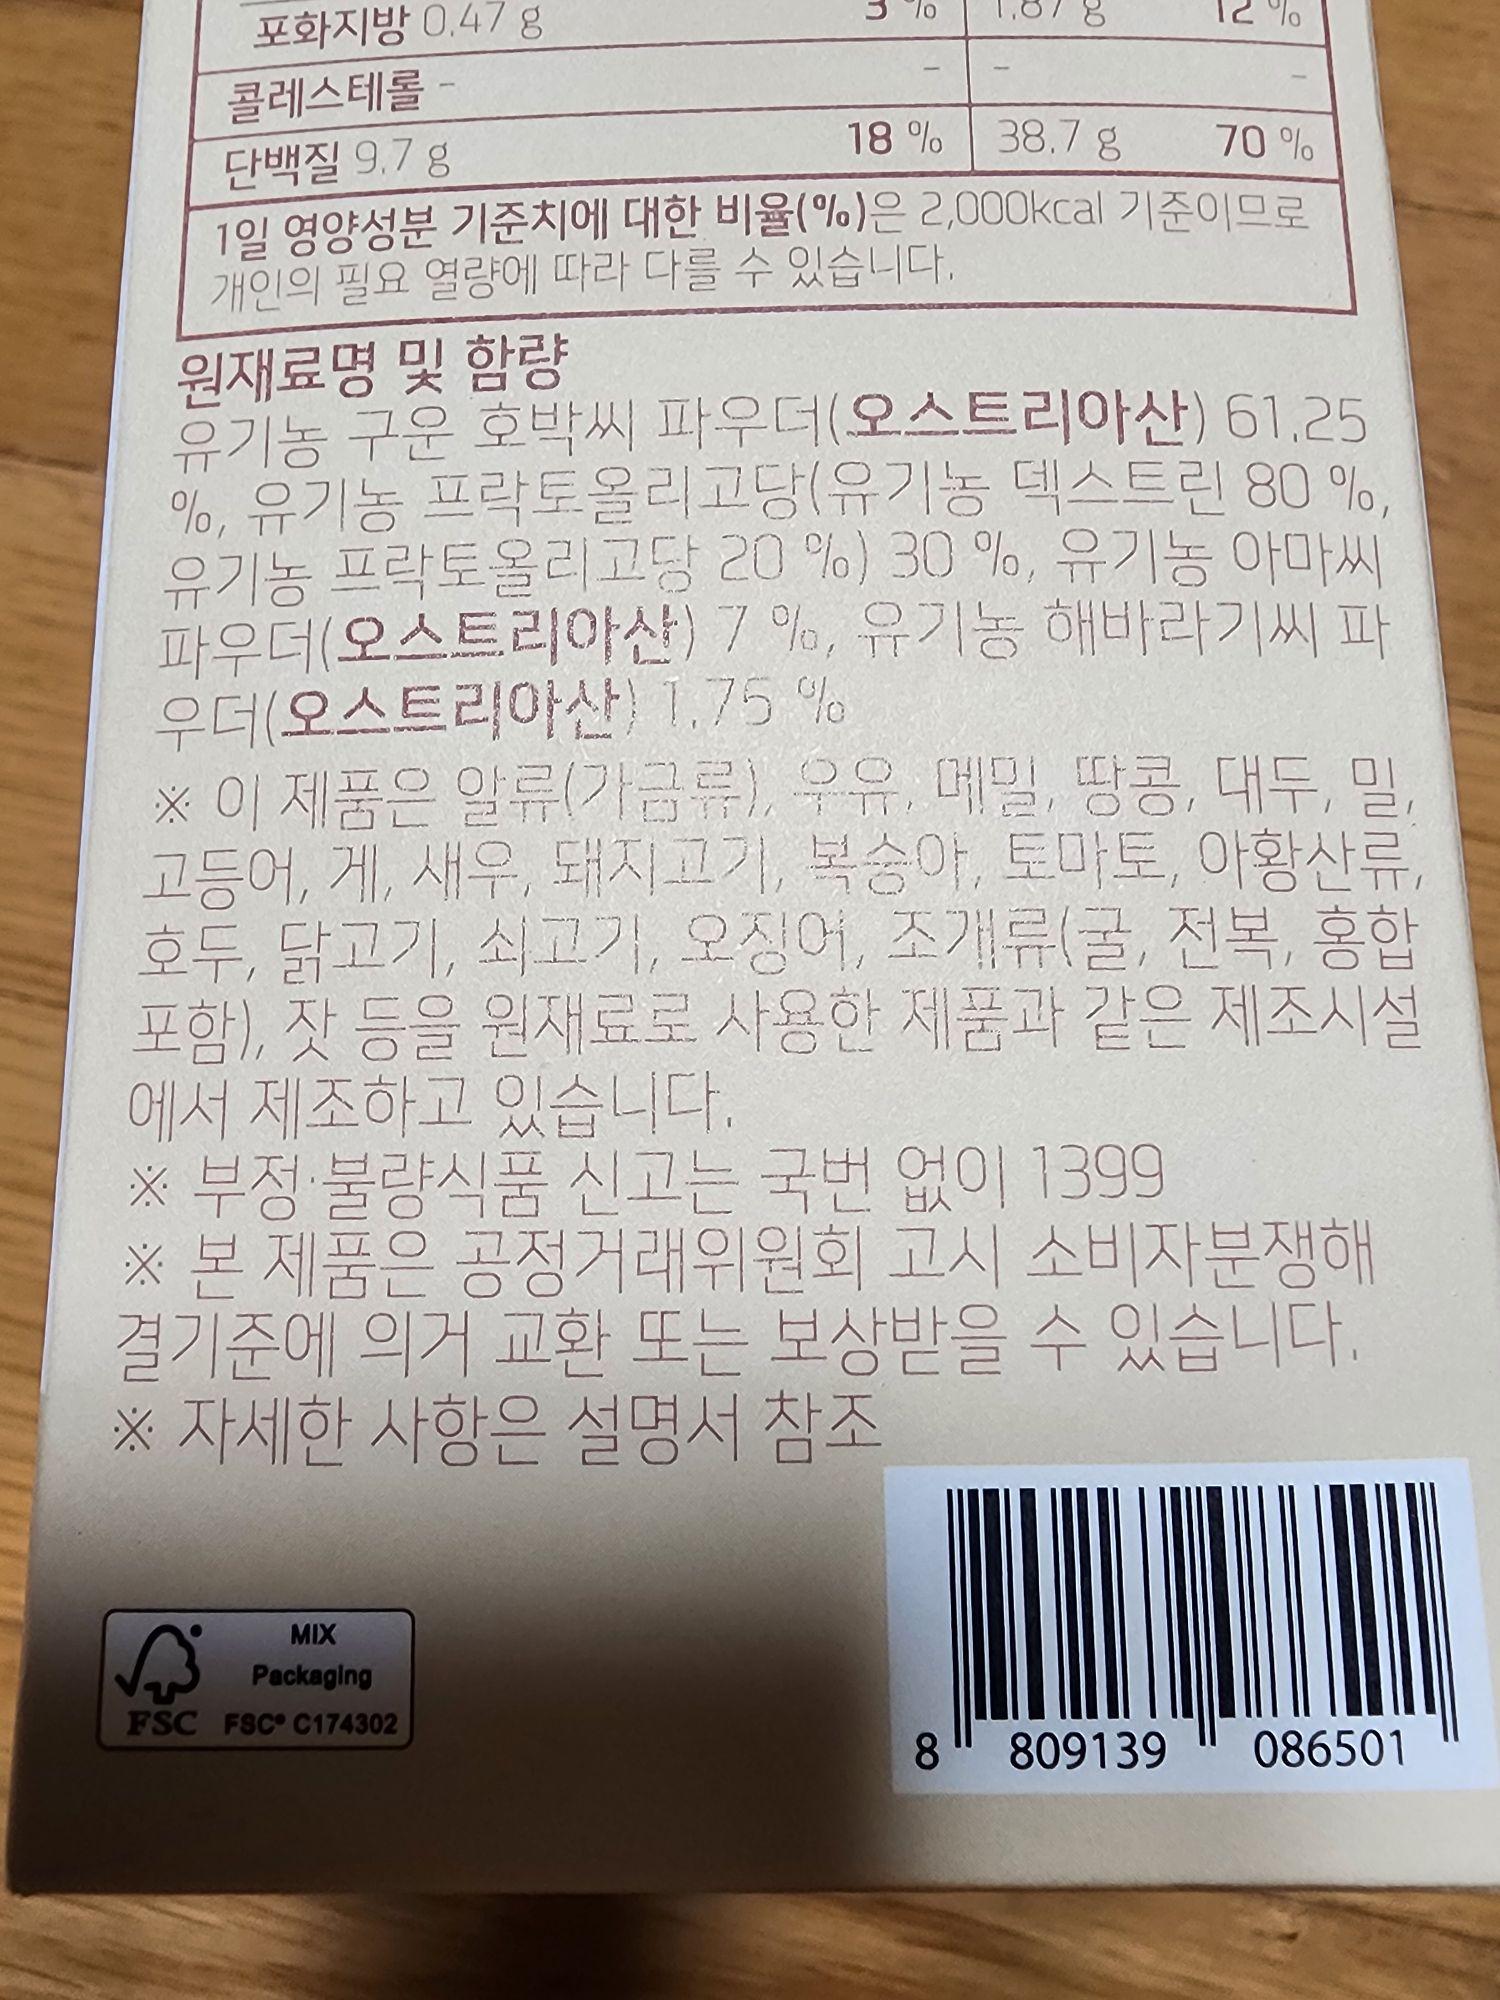 포화지방 0.47 g 3 % 1.87 g 12 %
콜레스테롤 - - - -
단백질 9.7 g 18 % 38.7 g 70 %
1일 영양성분 기준치에 대한 비율(%)은 2,000kcal 기준이므로
개인의 필요 열량에 따라 다를 수 있습니다.
원재료명 및 함량
유기농 구운 호박씨 파우더(오스트리아산) 61.25
%, 유기농 프락토올리고당(유기농 덱스트린 80 %,
유기농 프락토올리고당 20 %) 30 %, 유기농 아마씨
파우더(오스트리아산) 7 %, 유기농 해바라기씨 파
우더(오스트리아산) 1.75 %
※ 이 제품은 알류(가금류), 우유, 메밀, 땅콩, 대두, 밀,
고등어, 게, 새우, 돼지고기, 복숭아, 토마토, 아황산류,
호두, 닭고기, 쇠고기, 오징어, 조개류(굴, 전복, 홍합
포함), 잣 등을 원재료로 사용한 제품과 같은 제조시설
에서 제조하고 있습니다.
※ 부정·불량식품 신고는 국번 없이 1399
※ 본 제품은 공정거래위원회 고시 소비자분쟁해
결기준에 의거 교환 또는 보상받을 수 있습니다.
※ 자세한 사항은 설명서 참조
MIX
Packaging
FSC FSC® C174302
8 809139 086501